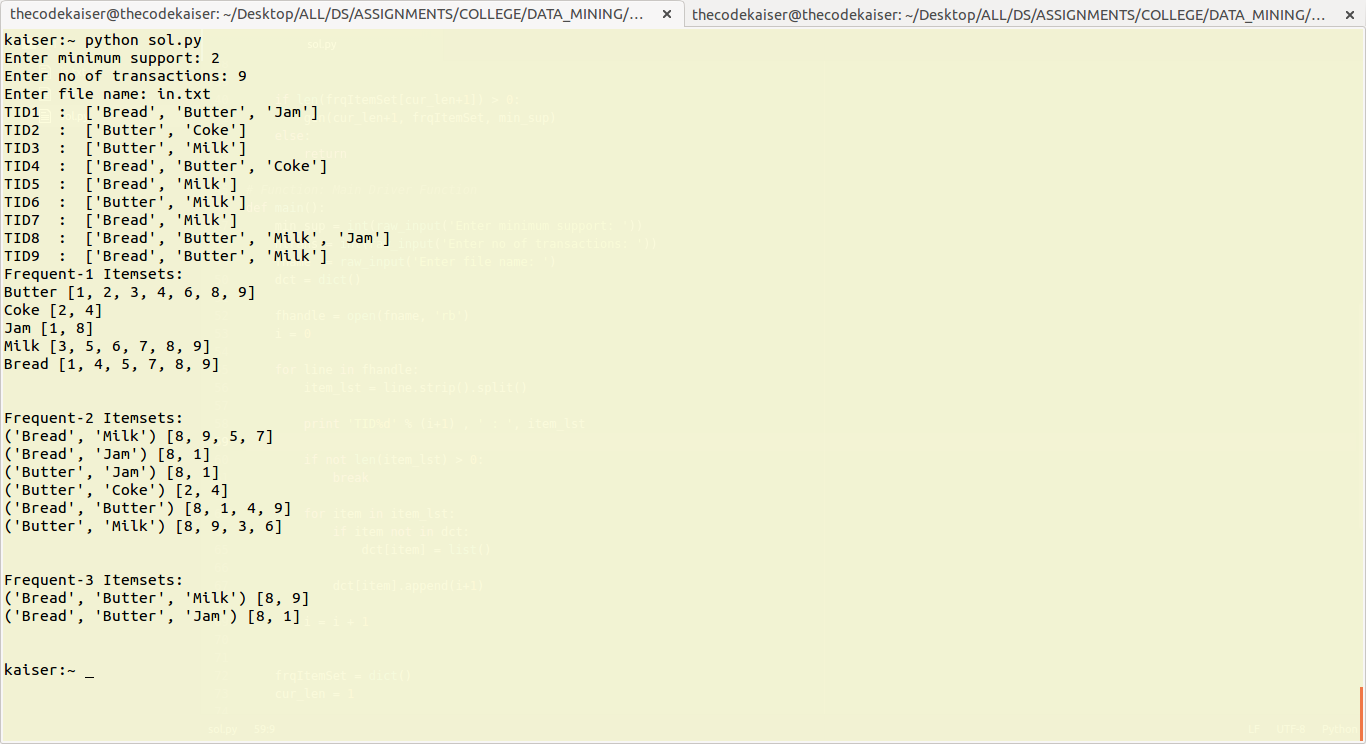 thecodekaiser@thecodekaiser: ~/Desktop/ALL/DS/ASSIGNMENTS/COLLEGE/DATA_MINING/... ×
thecodekaiser@thecodekaiser: ~/Desktop/ALL/DS/ASSIGNMENTS/COLLEGE/DATA_MINING/... ×
kaiser:~ python sol.py
Enter minimum support: 2
Enter no of transactions: 9
Enter file name: in.txt
TID1  :  ['Bread', 'Butter', 'Jam']
TID2  :  ['Butter', 'Coke']
TID3  :  ['Butter', 'Milk']
TID4  :  ['Bread', 'Butter', 'Coke']
TID5  :  ['Bread', 'Milk']
TID6  :  ['Butter', 'Milk']
TID7  :  ['Bread', 'Milk']
TID8  :  ['Bread', 'Butter', 'Milk', 'Jam']
TID9  :  ['Bread', 'Butter', 'Milk']
Frequent-1 Itemsets:
Butter [1, 2, 3, 4, 6, 8, 9]
Coke [2, 4]
Jam [1, 8]
Milk [3, 5, 6, 7, 8, 9]
Bread [1, 4, 5, 7, 8, 9]
Frequent-2 Itemsets:
('Bread', 'Milk') [8, 9, 5, 7]
('Bread', 'Jam') [8, 1]
('Butter', 'Jam') [8, 1]
('Butter', 'Coke') [2, 4]
('Bread', 'Butter') [8, 1, 4, 9]
('Butter', 'Milk') [8, 9, 3, 6]
Frequent-3 Itemsets:
('Bread', 'Butter', 'Milk') [8, 9]
('Bread', 'Butter', 'Jam') [8, 1]
kaiser:~ _